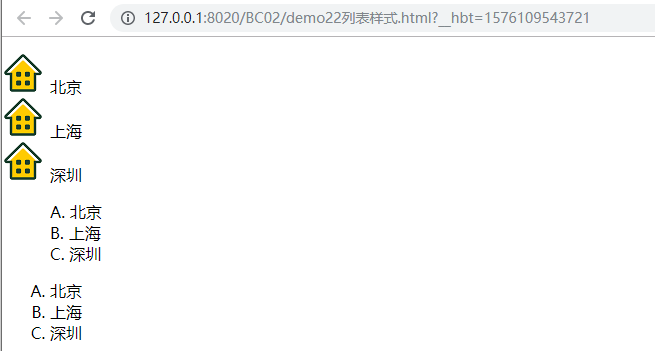 127.0.0.1:8020/BC02/demo22列表样式.html?__hbt=1576109543721
北京
上海
深圳
A. 北京
B. 上海
C. 深圳
A. 北京
B. 上海
C. 深圳